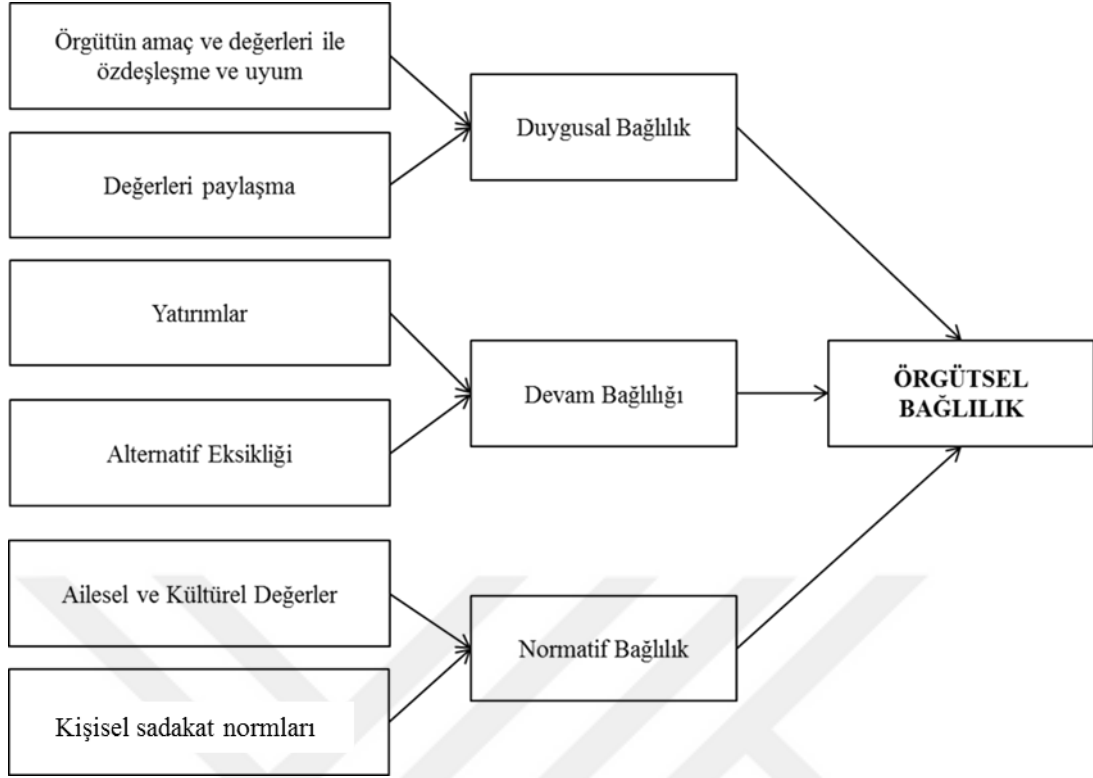 Örgütün amaç ve değerleri ile
özdeşleşme ve uyum
Duygusal Bağlılık
Değerleri paylaşma
Yatırımlar
Devam Bağlılığı
ÖRGÜTSEL
BAĞLILIK
Alternatif Eksikliği
Ailesel ve Kültürel Değerler
Normatif Bağlılık
Kişisel sadakat normları